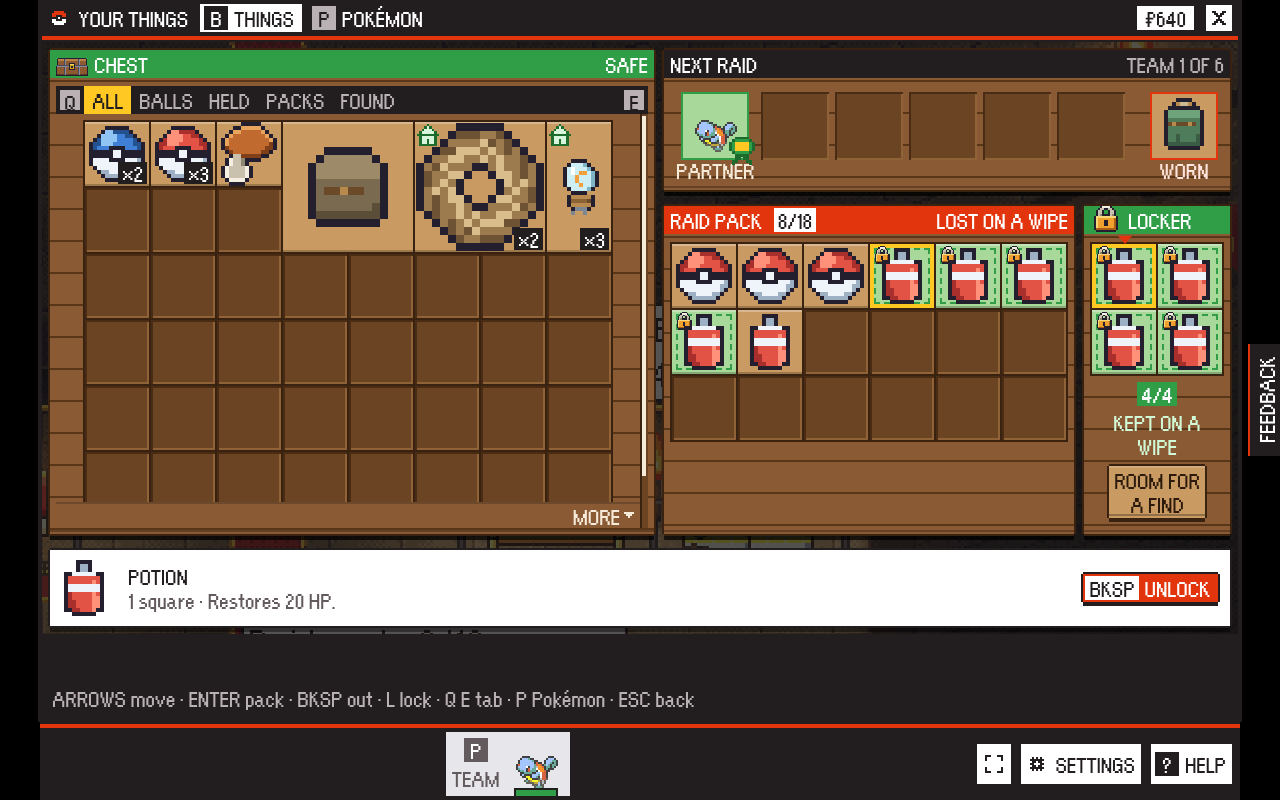 YOUR THINGS B THINGS P POKÉMON ₽640 X
CHEST SAFE
Q ALL BALLS HELD PACKS FOUND E
×2 ×3 ×2 ×3
MORE
NEXT RAID TEAM 1 OF 6
PARTNER WORN
RAID PACK 8/18 LOST ON A WIPE
LOCKER
4/4
KEPT ON A
WIPE
ROOM FOR
A FIND
FEEDBACK
POTION
1 square · Restores 20 HP.
BKSP UNLOCK
ARROWS move · ENTER pack · BKSP out · L lock · Q E tab · P Pokémon · ESC back
P
TEAM
SETTINGS ? HELP